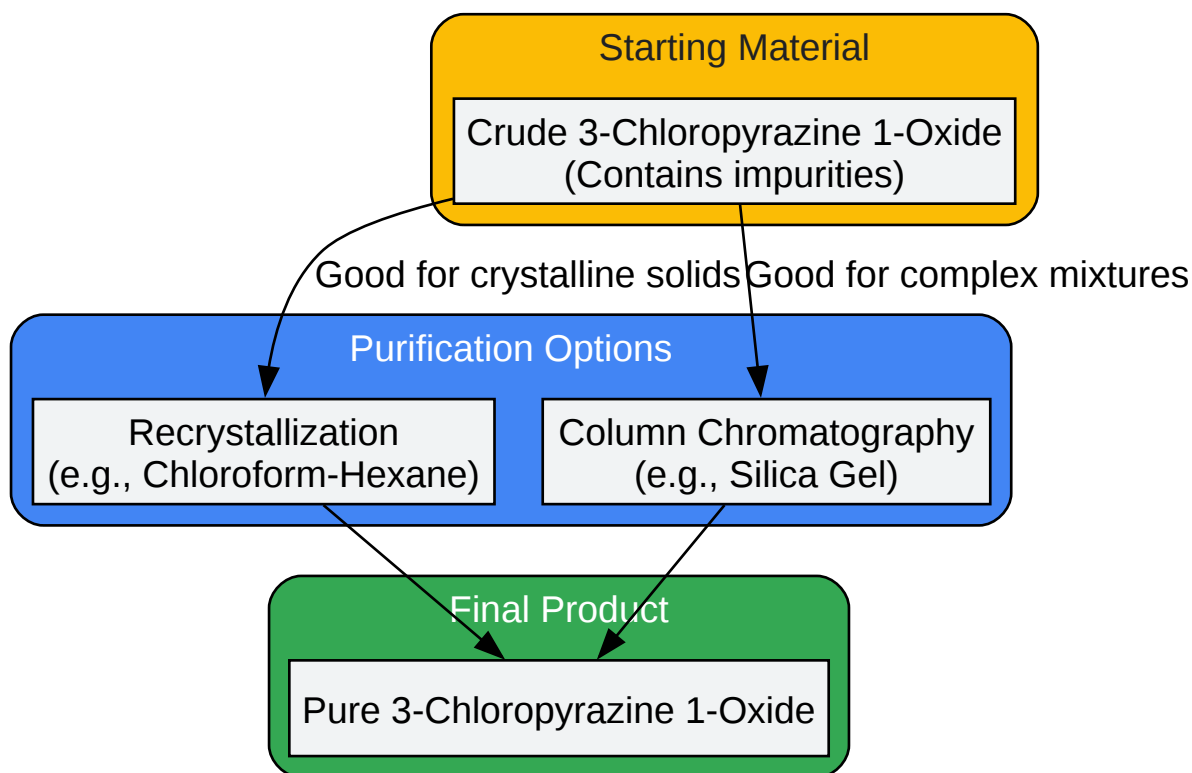 Starting Material
Crude 3-Chloropyrazine 1-Oxide
(Contains impurities)
Good for crystalline solids
Good for complex mixtures
Purification Options
Recrystallization
(e.g., Chloroform-Hexane)
Column Chromatography
(e.g., Silica Gel)
Final Product
Pure 3-Chloropyrazine 1-Oxide